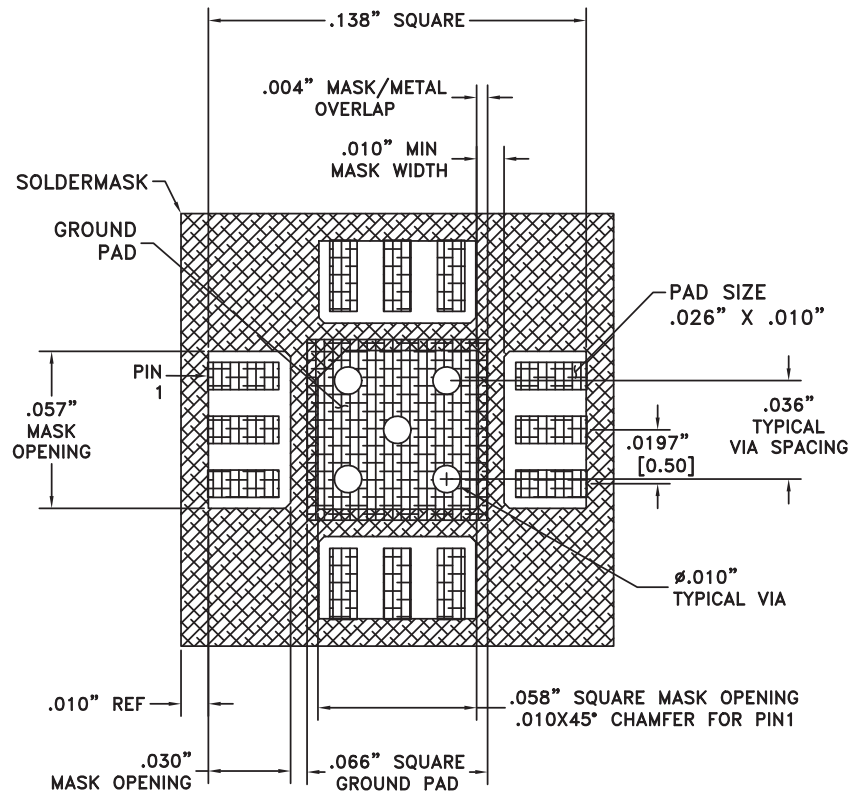 .138” SQUARE
.004” MASK/METAL
OVERLAP
.010” MIN
MASK WIDTH
SOLDERMASK
GROUND
PAD
PAD SIZE
.026” X .010”
PIN
1
.057”
MASK
OPENING
.036”
TYPICAL
VIA SPACING
.0197”
[0.50]
ø.010”
TYPICAL VIA
.010” REF
.058” SQUARE MASK OPENING
.010X45° CHAMFER FOR PIN1
.030”
MASK OPENING
.066” SQUARE
GROUND PAD